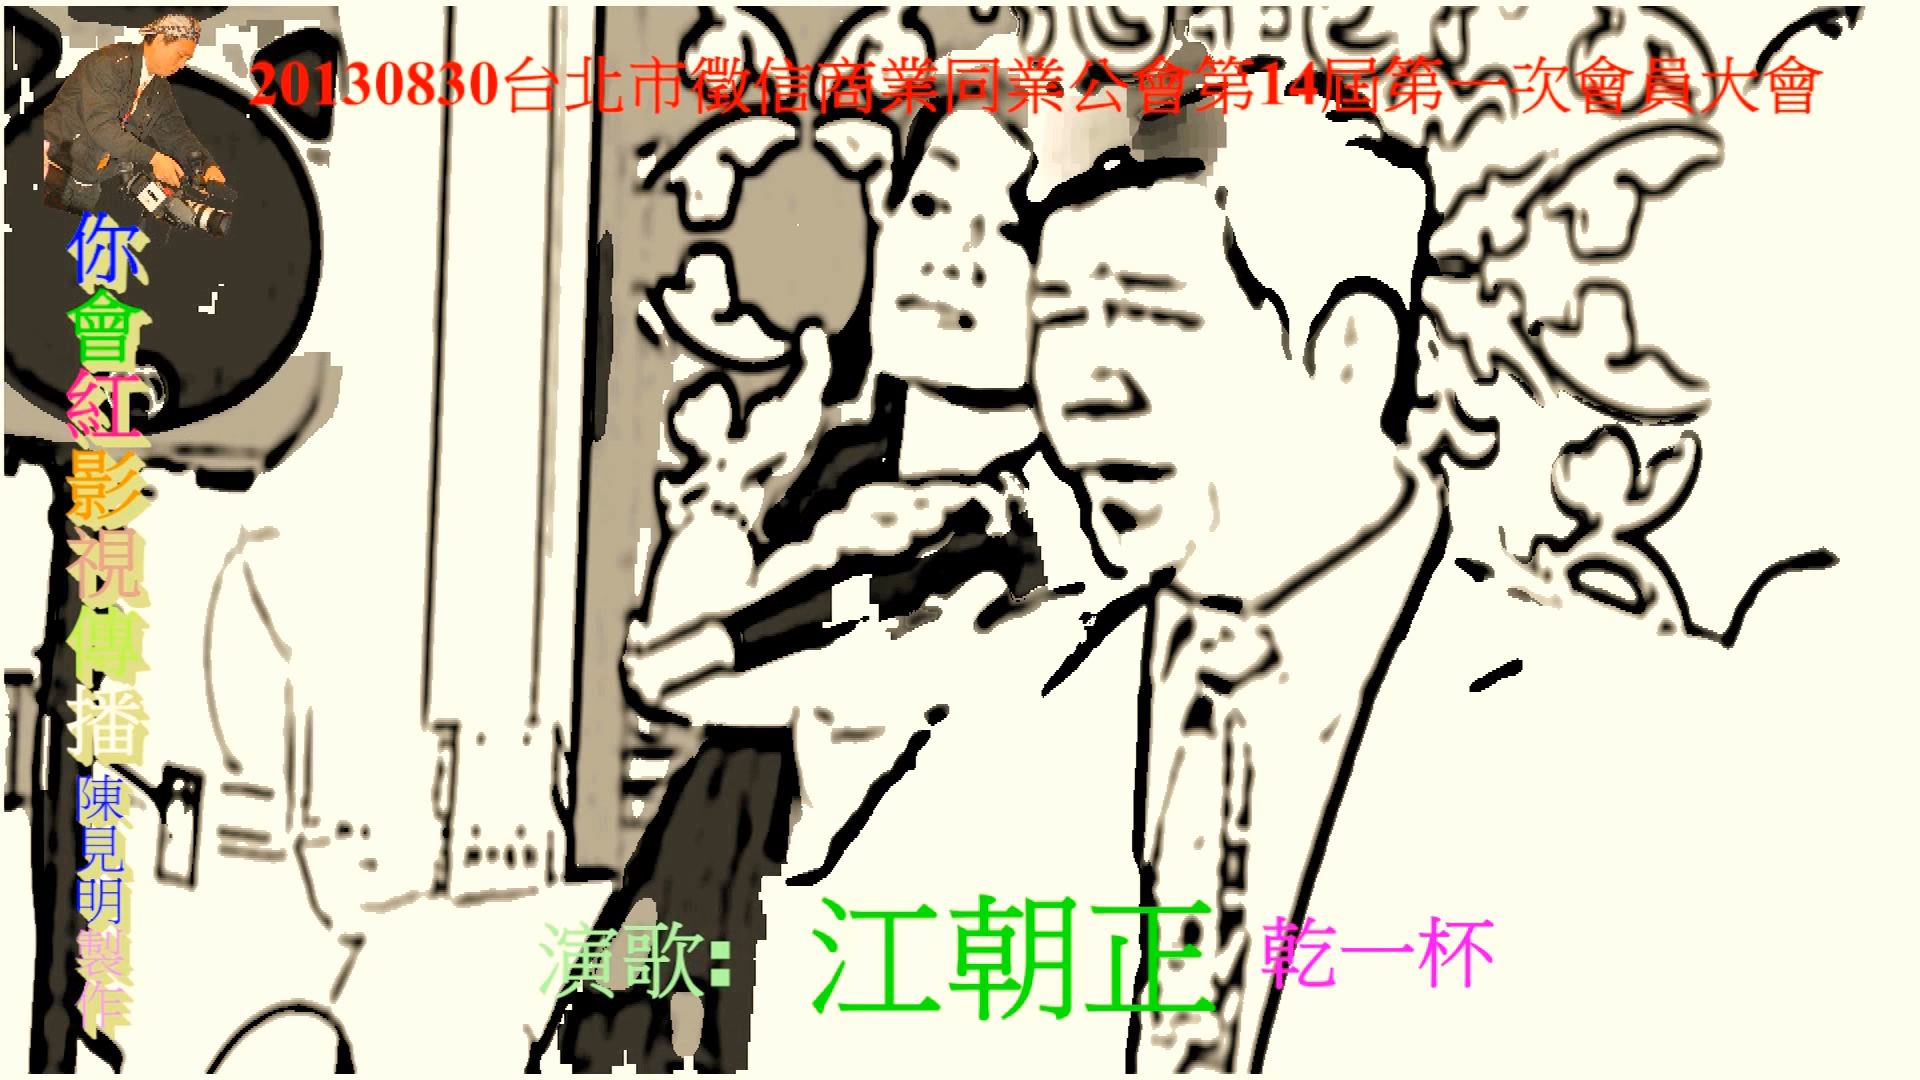 20130830台北市徵信商業同業公會第14屆第一次會員大會
你會紅影視傳播陳見明製作
演歌: 江朝正 乾一杯